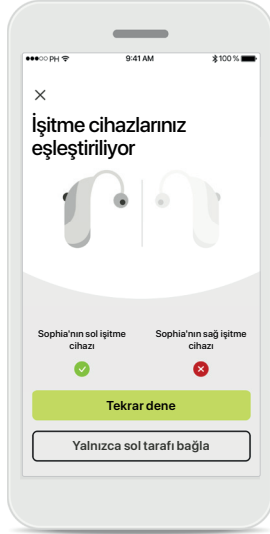 PH 9:41 AM 100 %
İşitme cihazlarınız
eşleştiriliyor
Sophia'nın sol işitme
cihazı
Sophia'nın sağ işitme
cihazı
Tekrar dene
Yalnızca sol tarafı bağla